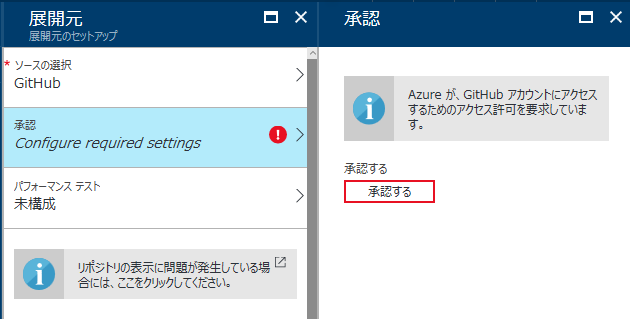 展開元
展開元のセットアップ
* ソースの選択
GitHub
承認
Configure required settings
パフォーマンス テスト
未構成
リポジトリの表示に問題が発生している場
合には、ここをクリックしてください。
承認
Azure が、GitHub アカウントにアクセス
するためのアクセス許可を要求していま
す。
承認する
承認する